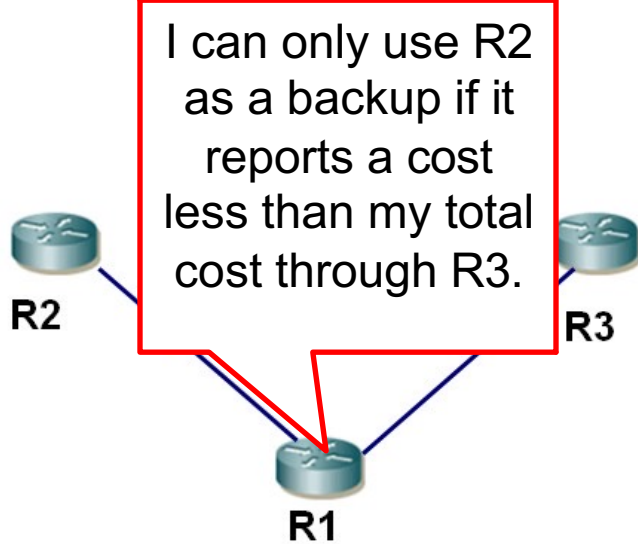 I can only use R2
as a backup if it
reports a cost
less than my total
cost through R3.
R2
R3
R1